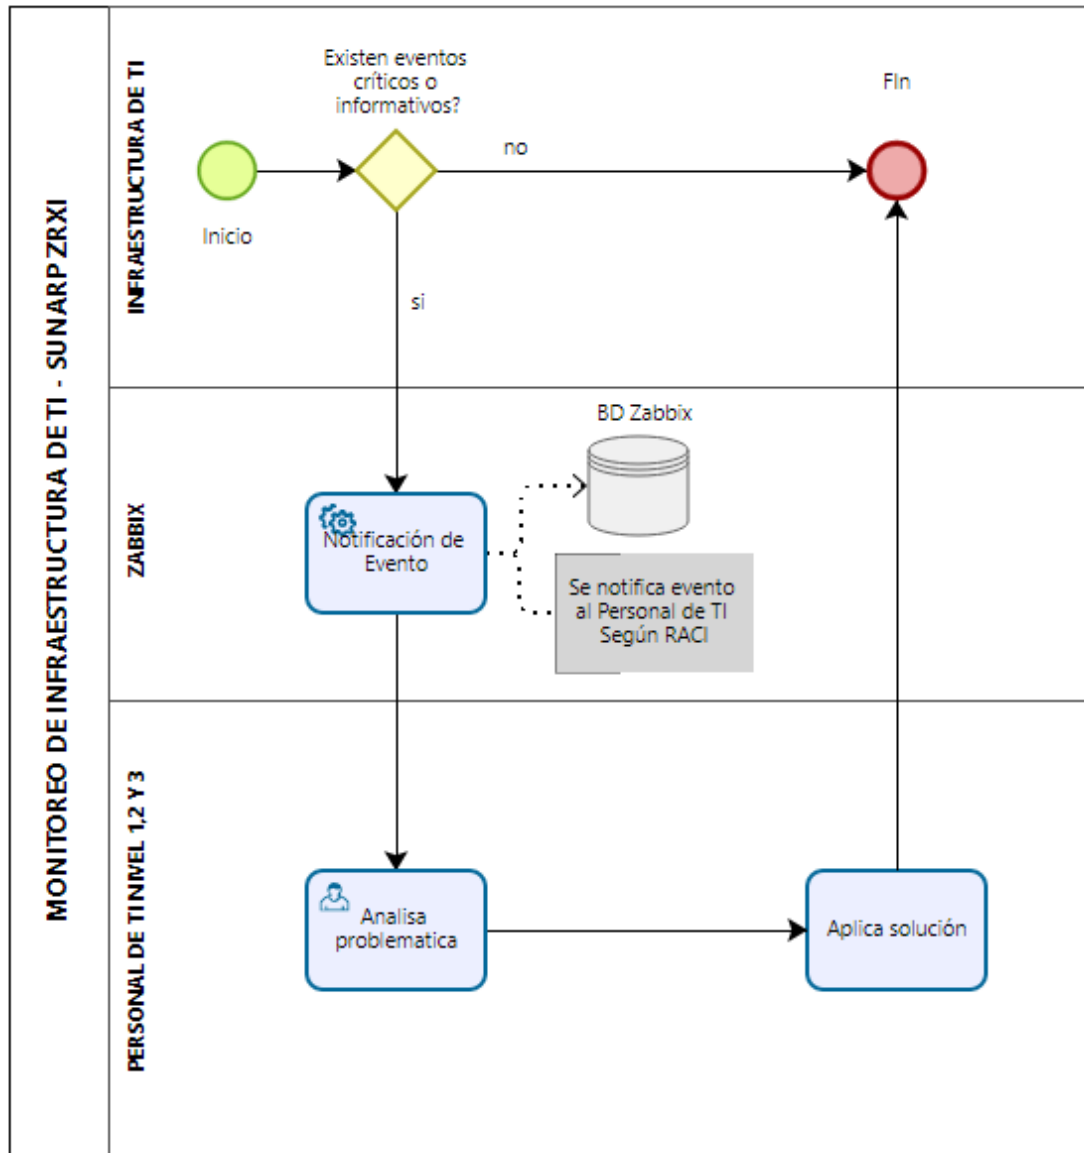 MONITOREO DE INFRAESTRUCTURA DE TI - SUNARP ZRXI
INFRAESTRUCTURA DE TI
Existen eventos
críticos o
informativos?
FIn
no
Inicio
si
ZABBIX
BD Zabbix
Notificación de
Evento
Se notifica evento
al Personal de TI
Según RACI
PERSONAL DE TI NIVEL 1,2 Y 3
Analisa
problematica
Aplica solución